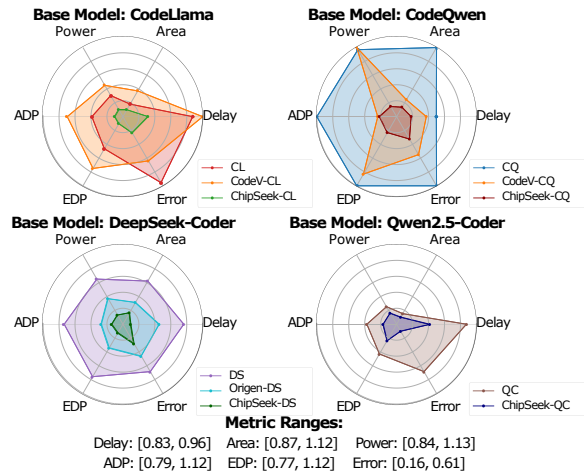 Base Model: CodeLlama
Power
Area
ADP
Delay
EDP
Error
CL
CodeV-CL
ChipSeek-CL
Base Model: CodeQwen
Power
Area
ADP
Delay
EDP
Error
CQ
CodeV-CQ
ChipSeek-CQ
Base Model: DeepSeek-Coder
Power
Area
ADP
Delay
EDP
Error
DS
Origen-DS
ChipSeek-DS
Base Model: Qwen2.5-Coder
Power
Area
ADP
Delay
EDP
Error
QC
ChipSeek-QC
Metric Ranges:
Delay: [0.83, 0.96] Area: [0.87, 1.12] Power: [0.84, 1.13]
ADP: [0.79, 1.12] EDP: [0.77, 1.12] Error: [0.16, 0.61]